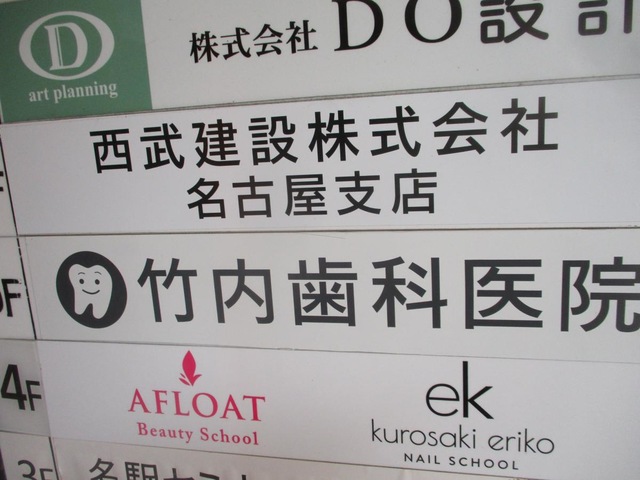 D
art planning
株式会社 DO設計
西武建設株式会社
名古屋支店
竹内歯科医院
4F
AFLOAT
Beauty School
ek
kurosaki eriko
NAIL SCHOOL
3F